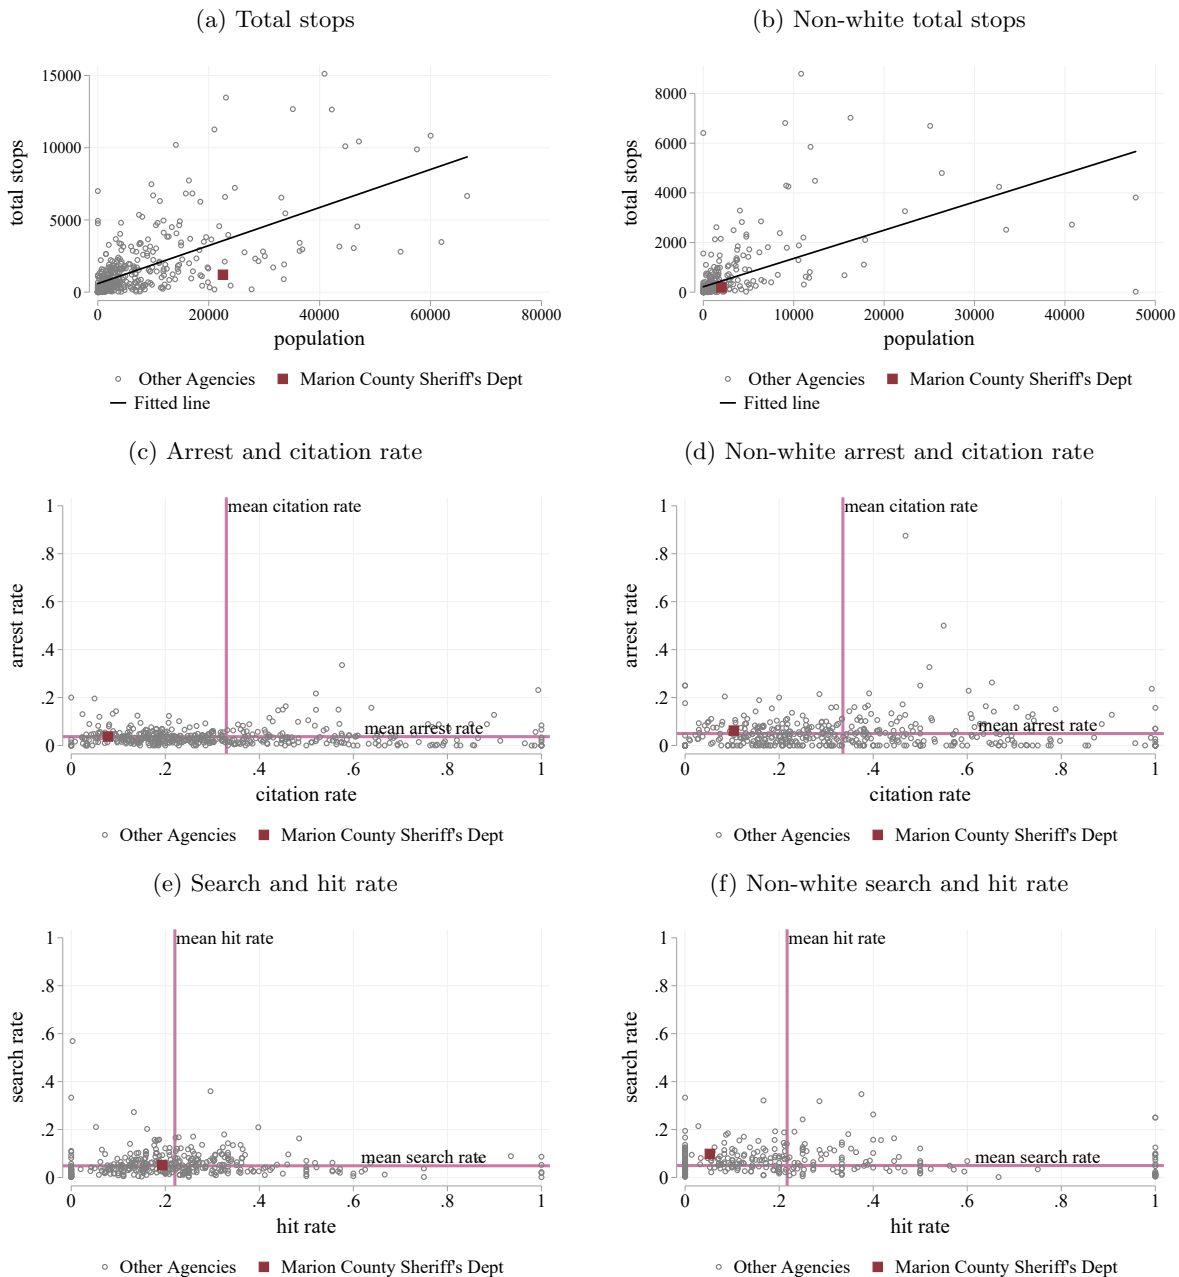 (a) Total stops
(b) Non-white total stops
15000
10000
5000
0
total stops
0 20000 40000 60000 80000
population
Other Agencies Marion County Sheriff's Dept
Fitted line
8000
6000
4000
2000
0
total stops
0 10000 20000 30000 40000 50000
population
Other Agencies Marion County Sheriff's Dept
Fitted line
(c) Arrest and citation rate
(d) Non-white arrest and citation rate
1
.8
.6
.4
.2
0
arrest rate
mean citation rate
mean arrest rate
0 .2 .4 .6 .8 1
citation rate
Other Agencies Marion County Sheriff's Dept
1
.8
.6
.4
.2
0
arrest rate
mean citation rate
mean arrest rate
0 .2 .4 .6 .8 1
citation rate
Other Agencies Marion County Sheriff's Dept
(e) Search and hit rate
(f) Non-white search and hit rate
1
.8
.6
.4
.2
0
search rate
mean hit rate
mean search rate
0 .2 .4 .6 .8 1
hit rate
Other Agencies Marion County Sheriff's Dept
1
.8
.6
.4
.2
0
search rate
mean hit rate
mean search rate
0 .2 .4 .6 .8 1
hit rate
Other Agencies Marion County Sheriff's Dept